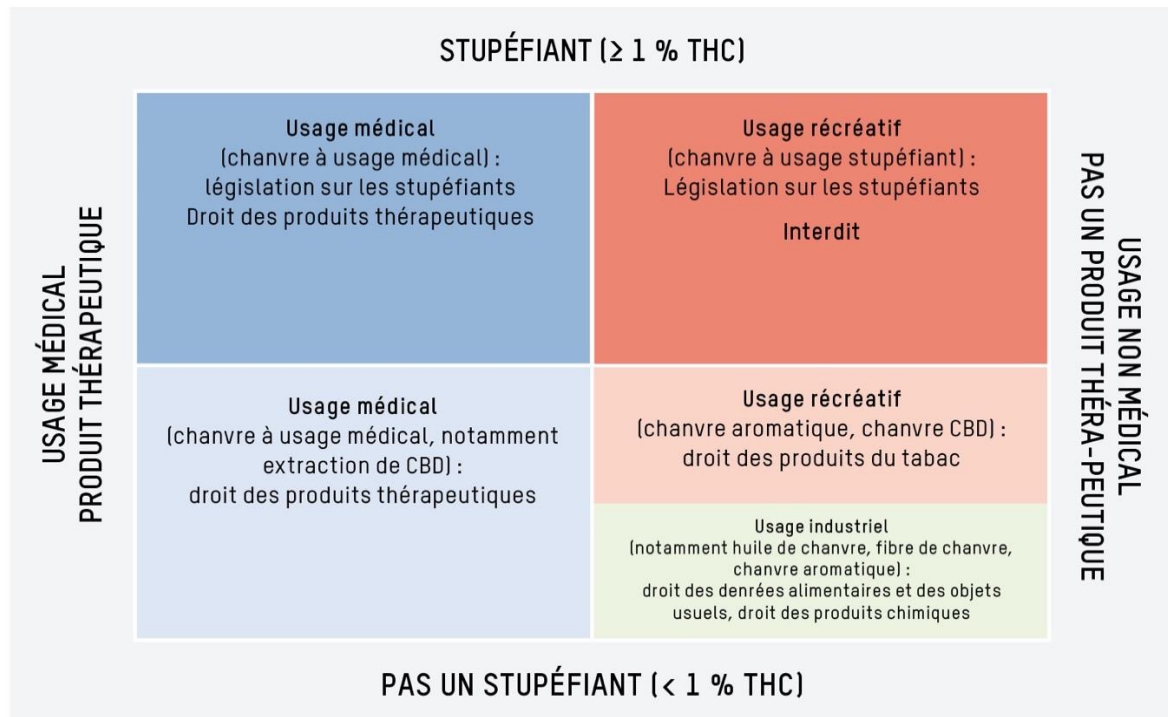 STUPÉFIANT (≥ 1 % THC)
USAGE MÉDICAL
PRODUIT THÉRAPEUTIQUE
Usage médical
(chanvre à usage médical) :
législation sur les stupéfiants
Droit des produits thérapeutiques
Usage récréatif
(chanvre à usage stupéfiant) :
Législation sur les stupéfiants
Interdit
USAGE NON MÉDICAL
PAS UN PRODUIT THÉRA-PEUTIQUE
Usage médical
(chanvre à usage médical, notamment
extraction de CBD) :
droit des produits thérapeutiques
Usage récréatif
(chanvre aromatique, chanvre CBD) :
droit des produits du tabac
Usage industriel
(notamment huile de chanvre, fibre de chanvre,
chanvre aromatique) :
droit des denrées alimentaires et des objets
usuels, droit des produits chimiques
PAS UN STUPÉFIANT (< 1 % THC)